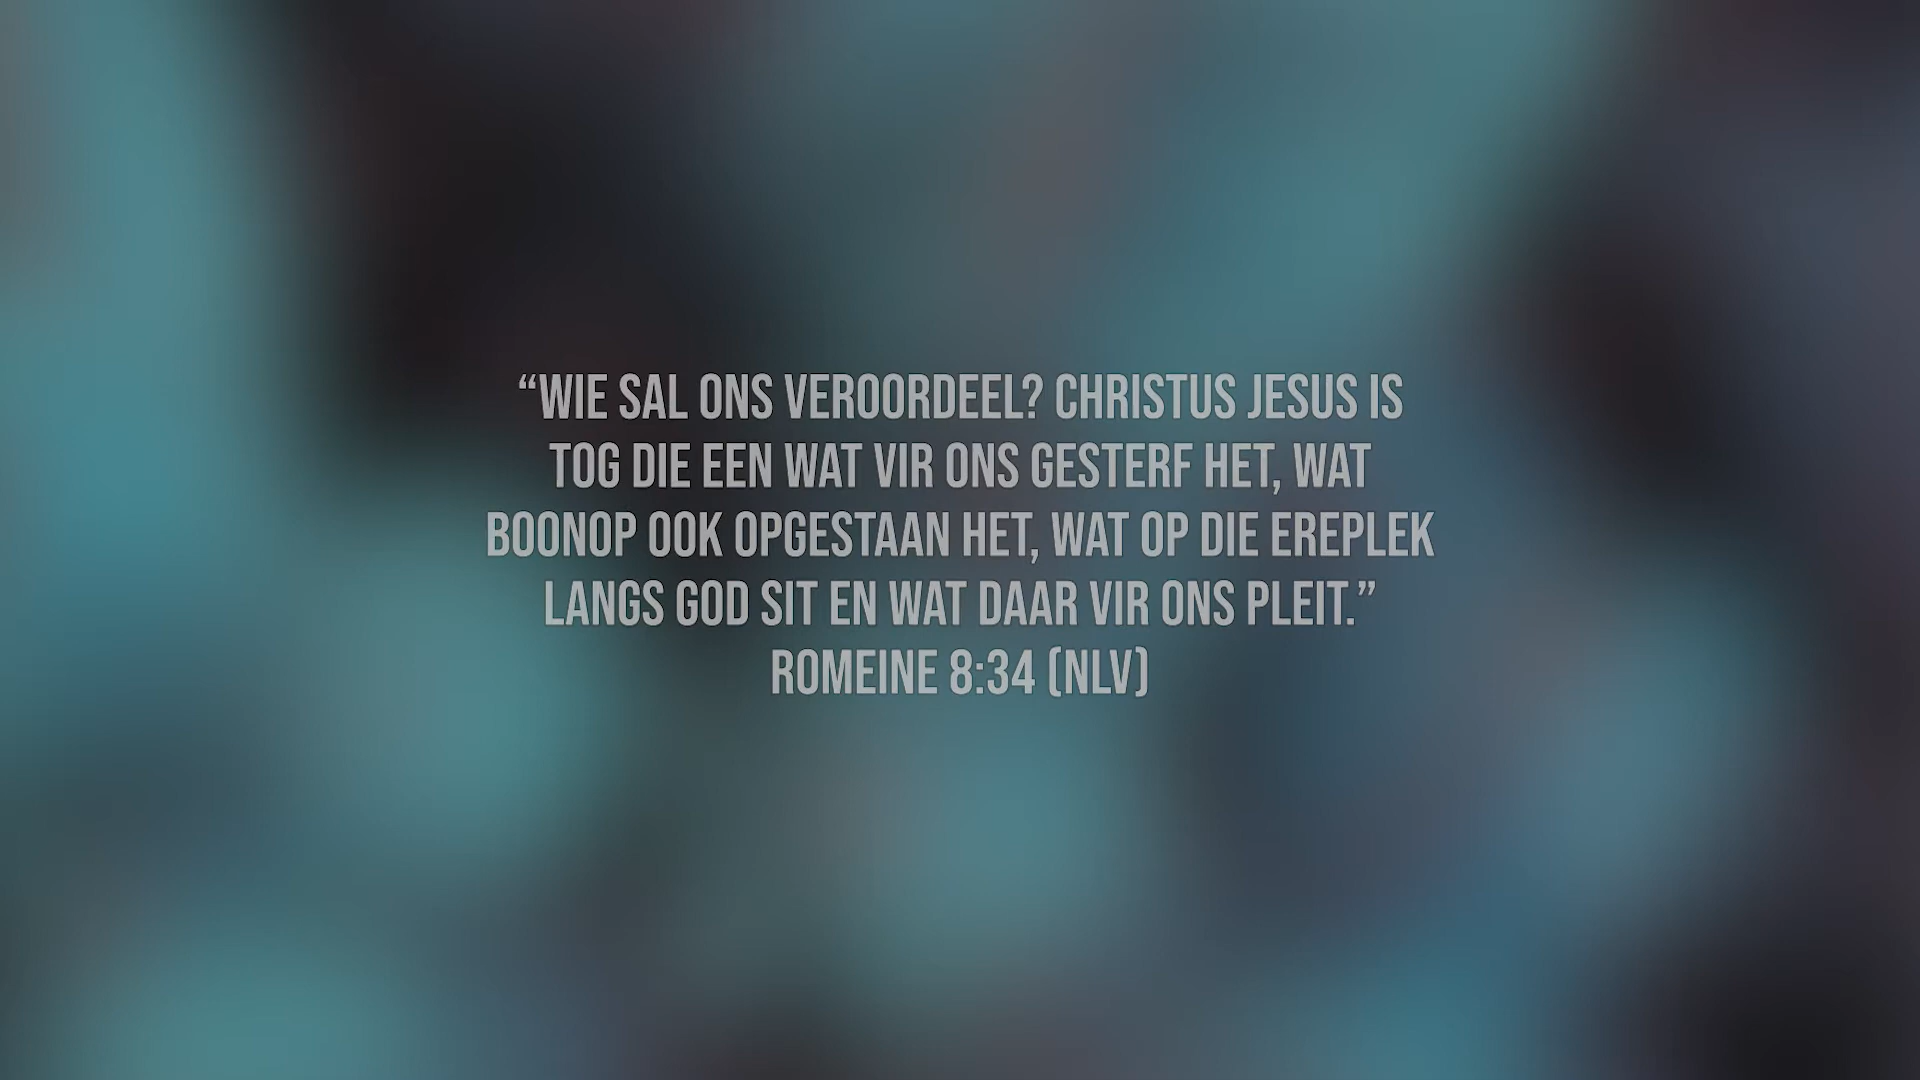 “WIE SAL ONS VEROORDEEL? CHRISTUS JESUS IS
TOG DIE EEN WAT VIR ONS GESTERF HET, WAT
BOONOP OOK OPGESTAAN HET, WAT OP DIE EREPLEK
LANGS GOD SIT EN WAT DAAR VIR ONS PLEIT.”
ROMEINE 8:34 (NLV)